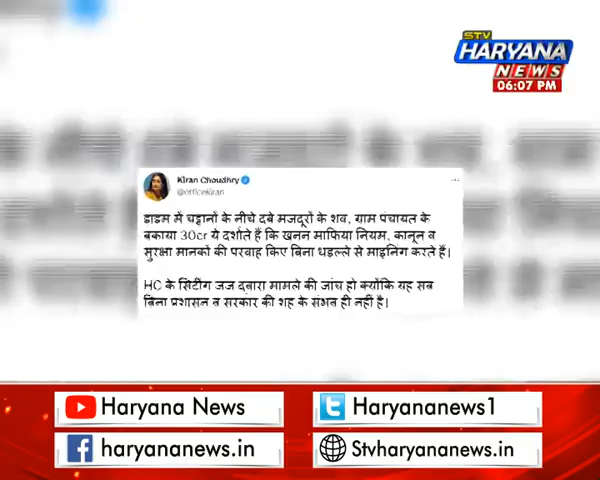 STV
HARYANA
NEWS
06:07 PM
Kiran Choudhry
@officekiran
डाडम में चट्टानों के नीचे दबे मजदूरों के शव, ग्राम पंचायत के
बकाया 30cr ये दर्शाते हैं कि खनन माफिया नियम, कानून व
सुरक्षा मानकों की परवाह किए बिना धड़ल्ले से माइनिंग करते हैं।
HC के सिटींग जज द्वारा मामले की जांच हो क्योंकि यह सब
बिना प्रशासन व सरकार की शह के संभव ही नहीं है।
Haryana News
Haryananews1
haryananews.in
Stvharyananews.in